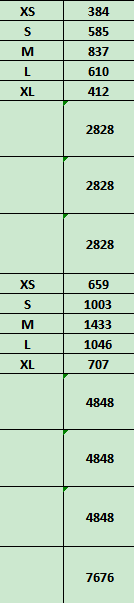 XS 384
S 585
M 837
L 610
XL 412
2828
2828
2828
XS 659
S 1003
M 1433
L 1046
XL 707
4848
4848
4848
7676